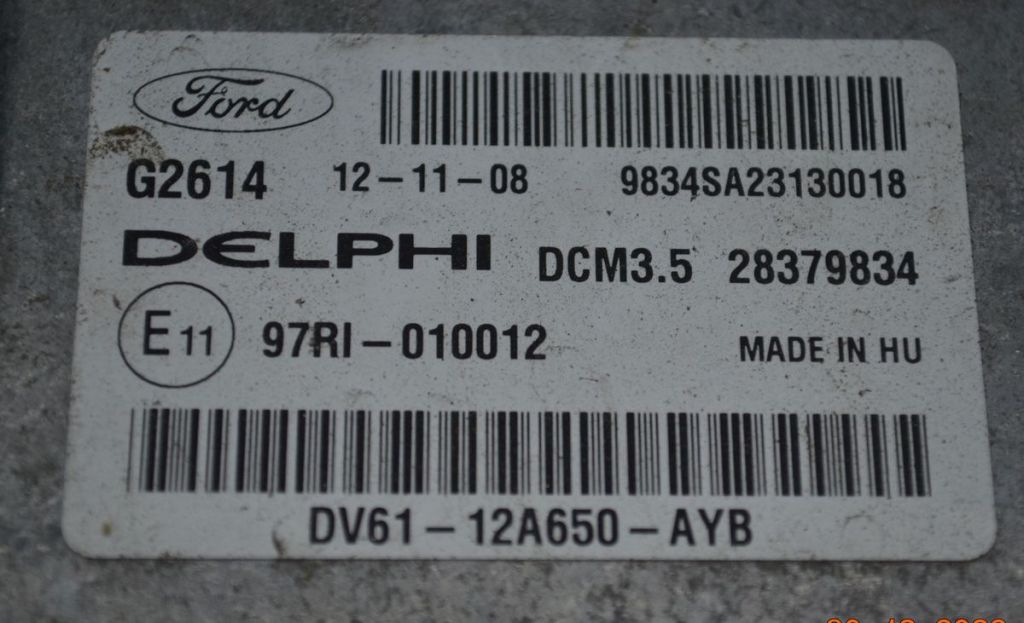 Ford
G2614 12-11-08 9834SA23130018
DELPHI DCM3.5 28379834
E11 97RI-010012 MADE IN HU
DV61-12A650-AYB